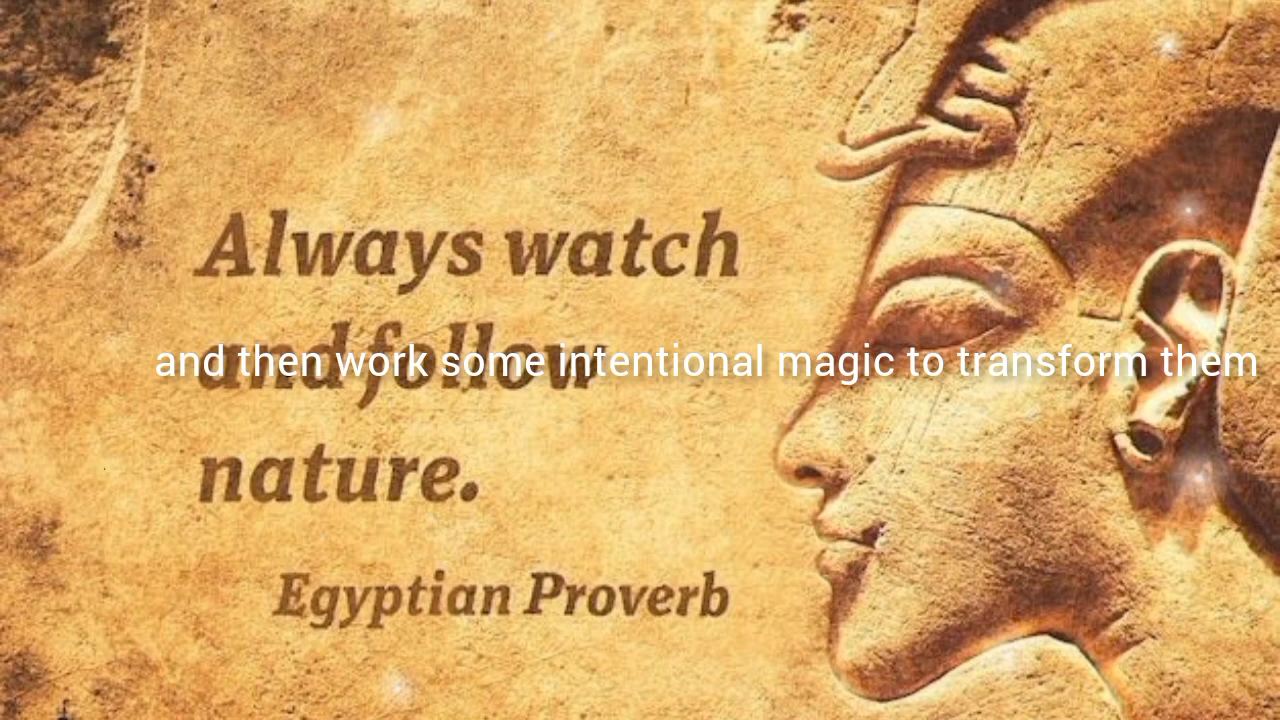 Always watch
and follow
and then work some intentional magic to transform them
nature.
Egyptian Proverb